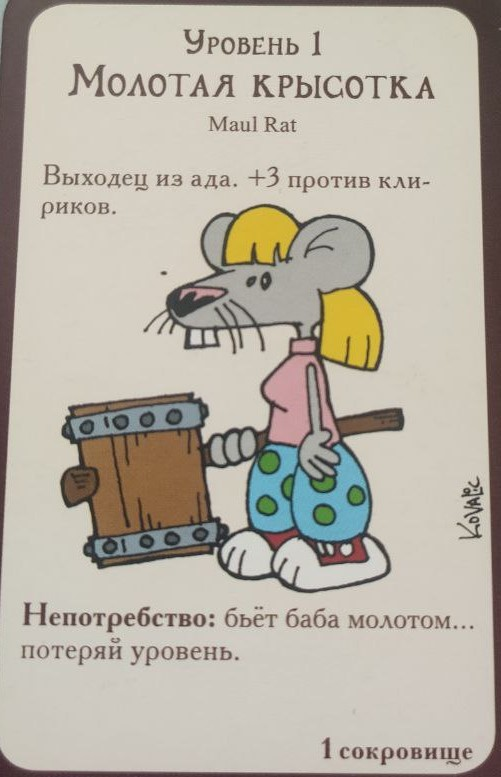 Уровень 1
Молотая крысотка
Maul Rat
Выходец из ада. +3 против кли-
риков.
Kovalic
Непотребство: бьёт баба молотом...
потеряй уровень.
1 сокровище